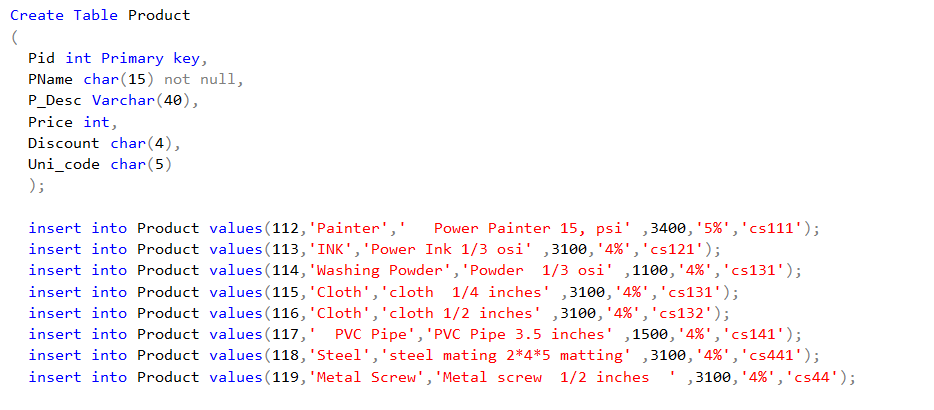 Create Table Product
(
Pid int Primary key,
PName char(15) not null,
P_Desc Varchar(40),
Price int,
Discount char(4),
Uni_code char(5)
);
insert into Product values(112,'Painter','   Power Painter 15, psi' ,3400,'5%','cs111');
insert into Product values(113,'INK','Power Ink 1/3 osi' ,3100,'4%','cs121');
insert into Product values(114,'Washing Powder','Powder  1/3 osi' ,1100,'4%','cs131');
insert into Product values(115,'Cloth','cloth  1/4 inches' ,3100,'4%','cs131');
insert into Product values(116,'Cloth','cloth 1/2 inches' ,3100,'4%','cs132');
insert into Product values(117,'  PVC Pipe','PVC Pipe 3.5 inches' ,1500,'4%','cs141');
insert into Product values(118,'Steel','steel mating 2*4*5 matting' ,3100,'4%','cs441');
insert into Product values(119,'Metal Screw','Metal screw  1/2 inches  ' ,3100,'4%','cs44');